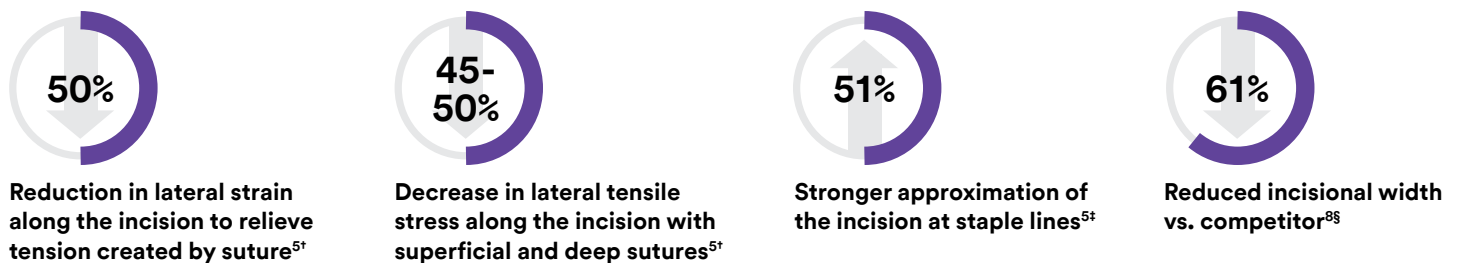 50%
Reduction in lateral strain
along the incision to relieve
tension created by suture⁵†
45-
50%
Decrease in lateral tensile
stress along the incision with
superficial and deep sutures⁵†
51%
Stronger approximation of
the incision at staple lines⁵‡
61%
Reduced incisional width
vs. competitor⁸§